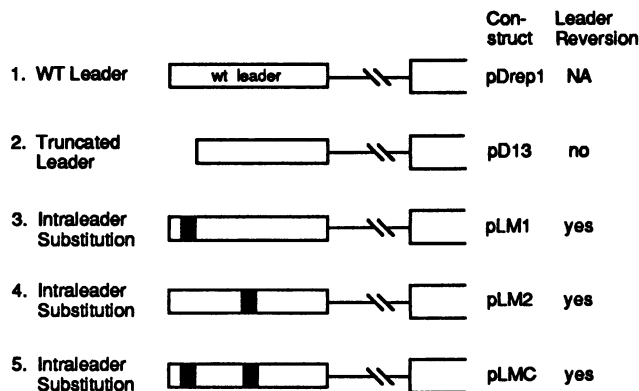 Con-
struct
Leader
Reversion
1. WT Leader
wt leader
pDrep1
NA
2. Truncated
Leader
pD13
no
3. Intraleader
Substitution
pLM1
yes
4. Intraleader
Substitution
pLM2
yes
5. Intraleader
Substitution
pLMC
yes